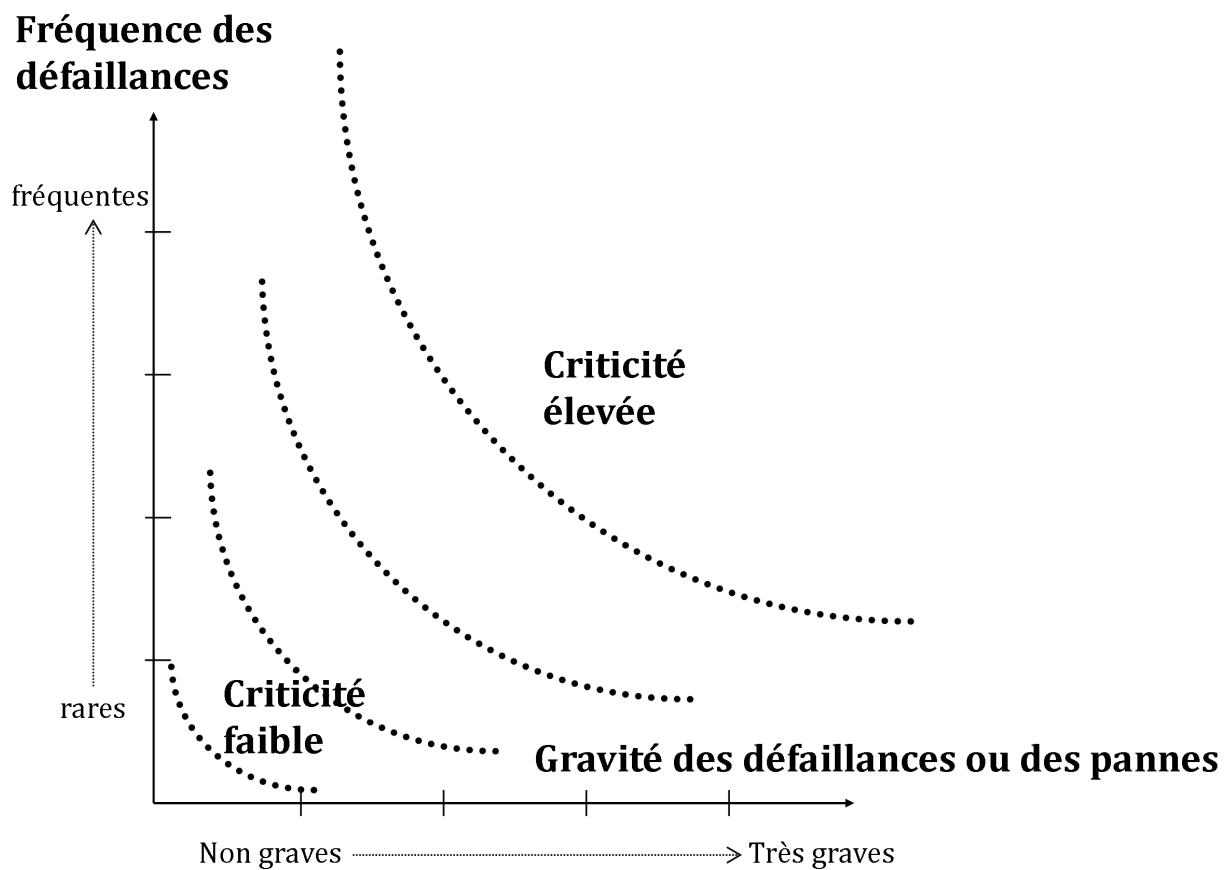 Fréquence des
défaillances
fréquentes
Criticité
élevée
Criticité
faible
rares
Gravité des défaillances ou des pannes
Non graves
Très graves